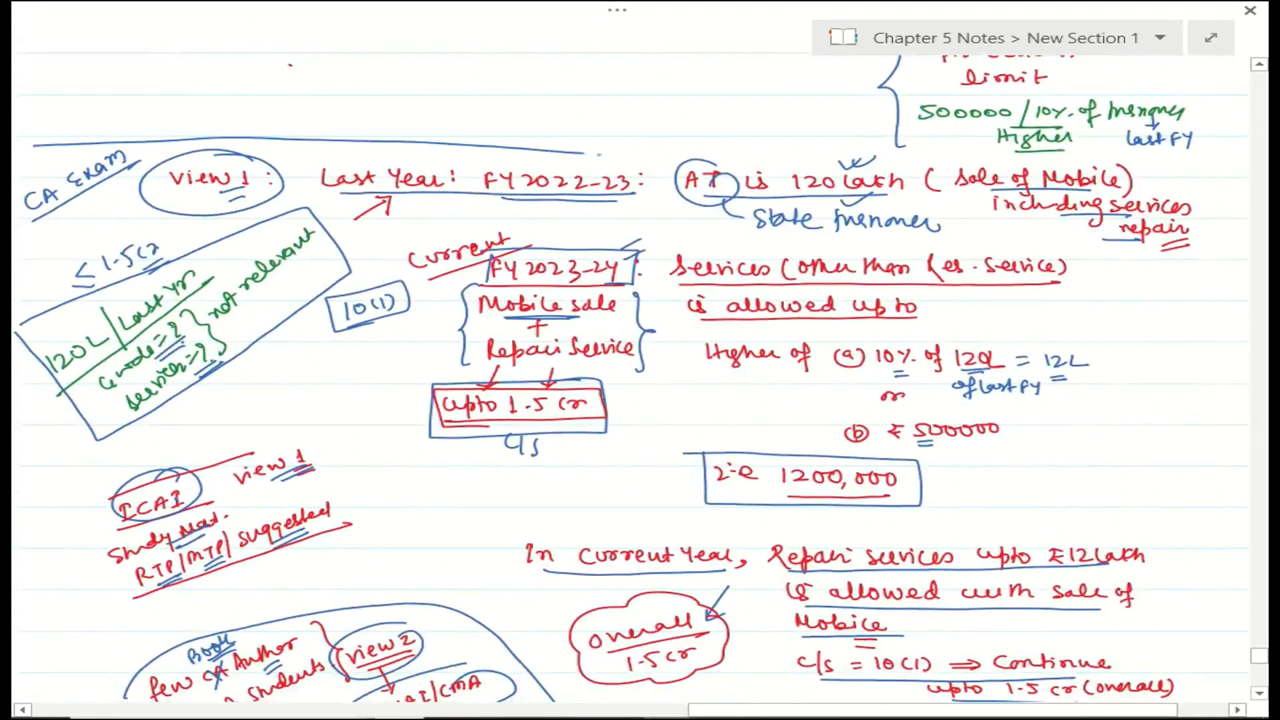 Chapter 5 Notes > New Section 1
limit
500000 / 10% of turnover
Higher
last FY
CA Exam
View 1 :
Last Year: FY 2022-23:
AT is 120 Lakh (Sale of Mobile)
State turnover
including services
repair
≤ 1.5 Cr
120L / Last Yr
Goods = ?
services = ?
not relevant
10(1)
Current
FY 2023-24 :
Mobile sale
+
Repair Service
upto 1.5 cr
C/S
Services (other than Res. Service)
is allowed up to
Higher of (a) 10% of 120L = 12L
of last FY
or
(b) ₹ 500000
i.e 1200,000
ICAI
view 1
Study Mat.
RTP/MTP/suggested
In Current Year, Repair services upto ₹12 Lakh
is allowed with sale of
Mobile
overall
1.5 cr
C/S = 10(1) ⇒ Continue
upto 1.5 cr (overall)
Book
few CA Author
students
View 2
/CMA